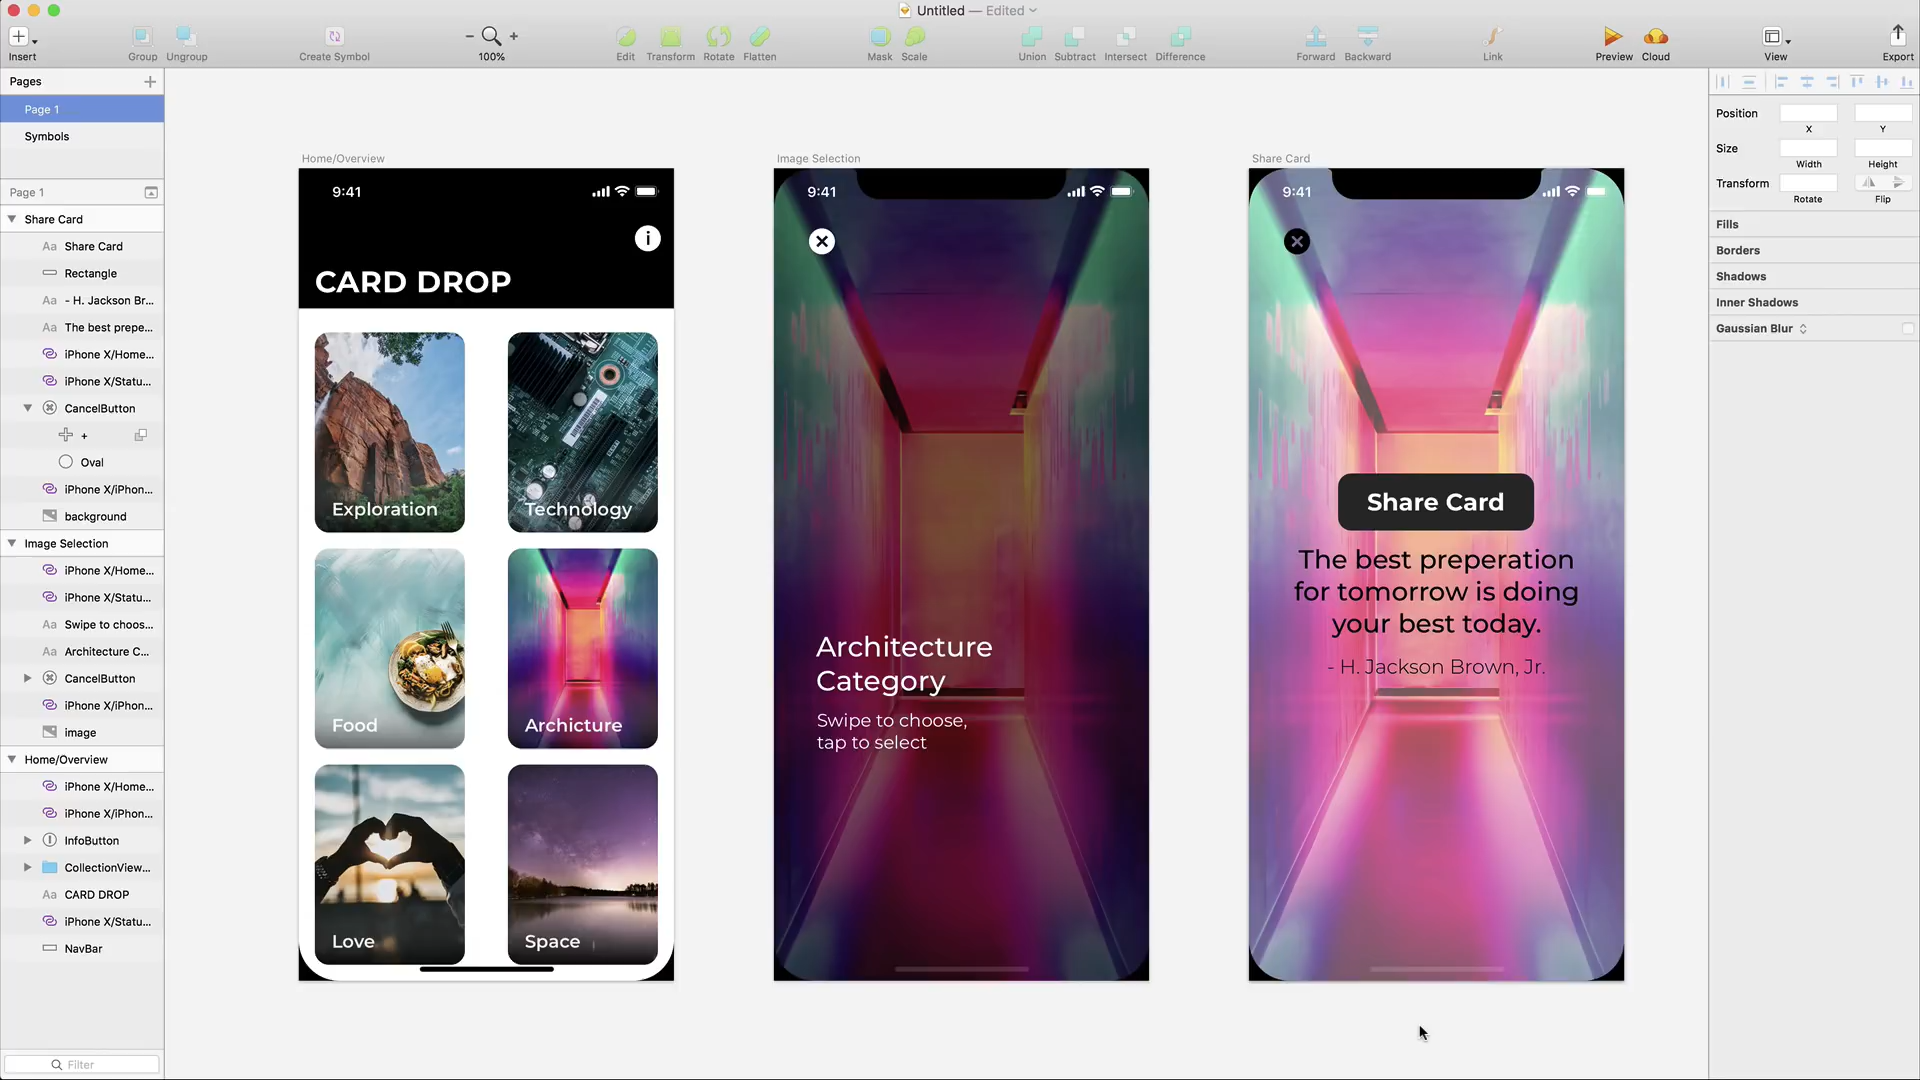 Untitled — Edited
Insert
Group
Ungroup
Create Symbol
100%
Edit
Transform
Rotate
Flatten
Mask
Scale
Union
Subtract
Intersect
Difference
Forward
Backward
Link
Preview
Cloud
View
Export
Pages
Page 1
Symbols
Page 1
Share Card
Aa Share Card
Rectangle
Aa - H. Jackson Br...
Aa The best prepe...
iPhone X/Home...
iPhone X/Statu...
CancelButton
+
Oval
iPhone X/iPhon...
background
Image Selection
iPhone X/Home...
iPhone X/Statu...
Aa Swipe to choos...
Aa Architecture C...
CancelButton
iPhone X/iPhon...
image
Home/Overview
iPhone X/Home...
iPhone X/iPhon...
InfoButton
CollectionView...
Aa CARD DROP
iPhone X/Statu...
NavBar
Filter
Home/Overview
9:41
i
CARD DROP
Exploration
Technology
Food
Archicture
Love
Space
Image Selection
9:41
Architecture
Category
Swipe to choose,
tap to select
Share Card
9:41
Share Card
The best preperation
for tomorrow is doing
your best today.
- H. Jackson Brown, Jr.
Position
X
Y
Size
Width
Height
Transform
Rotate
Flip
Fills
Borders
Shadows
Inner Shadows
Gaussian Blur